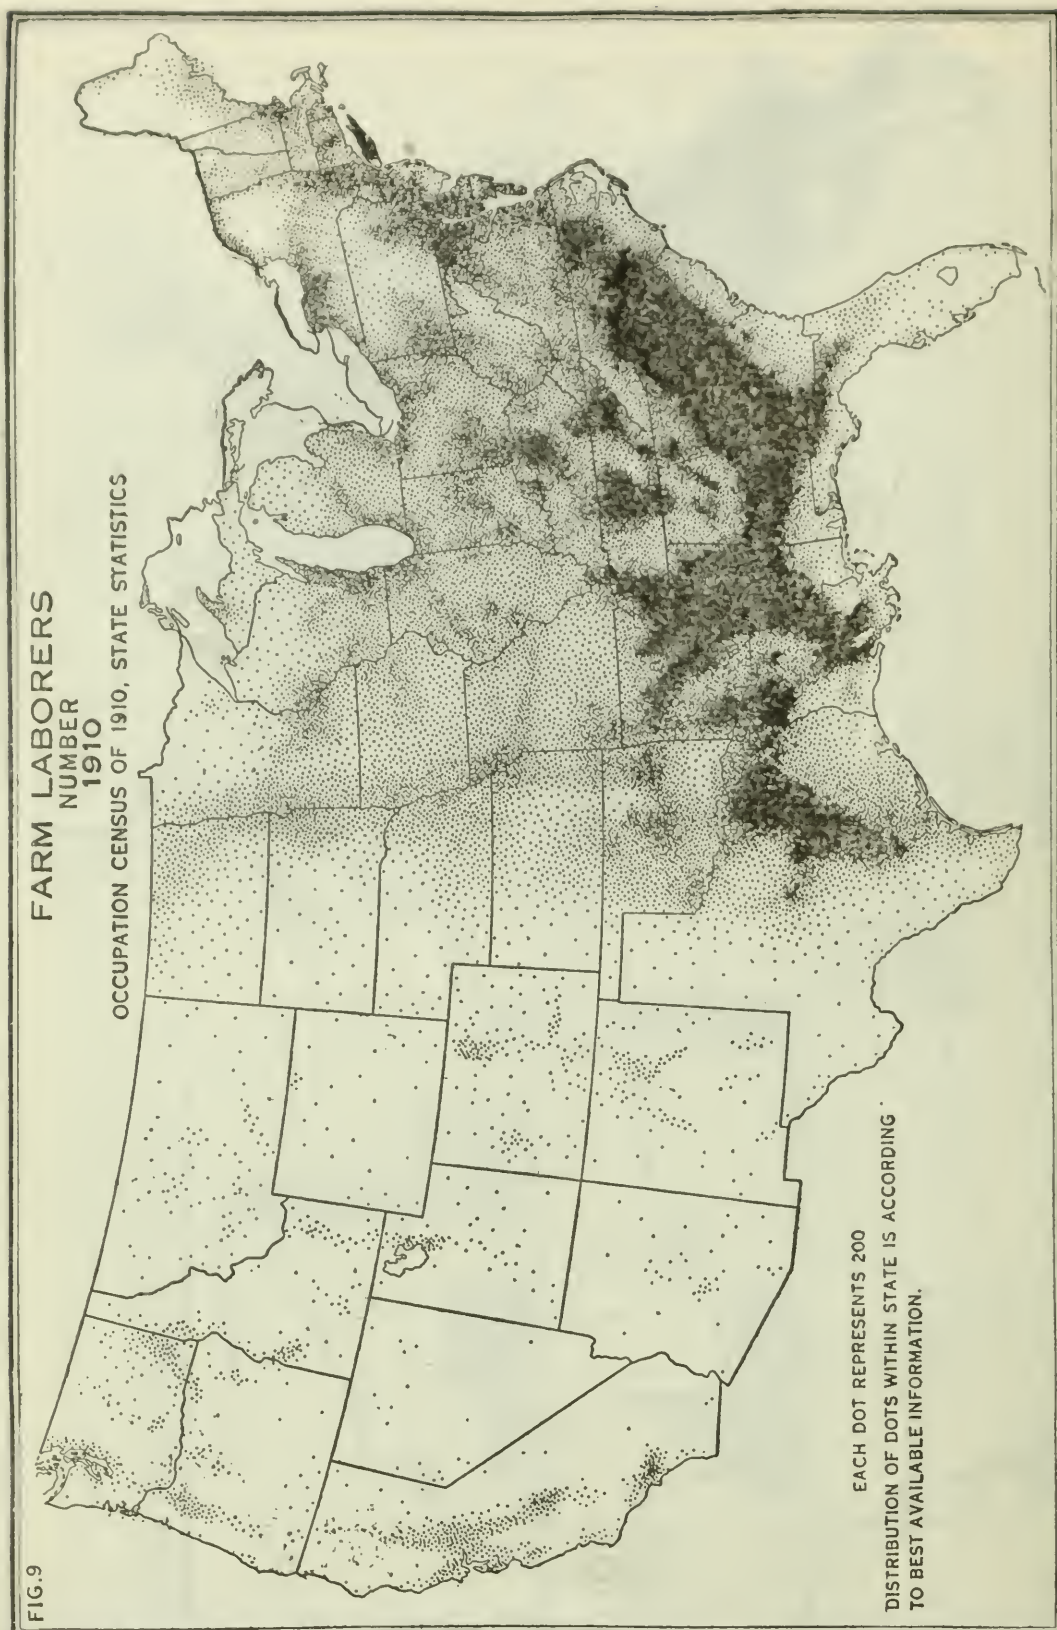 FIG.9
FARM LABORERS
NUMBER
1910
OCCUPATION CENSUS OF 1910, STATE STATISTICS
EACH DOT REPRESENTS 200
DISTRIBUTION OF DOTS WITHIN STATE IS ACCORDING
TO BEST AVAILABLE INFORMATION.